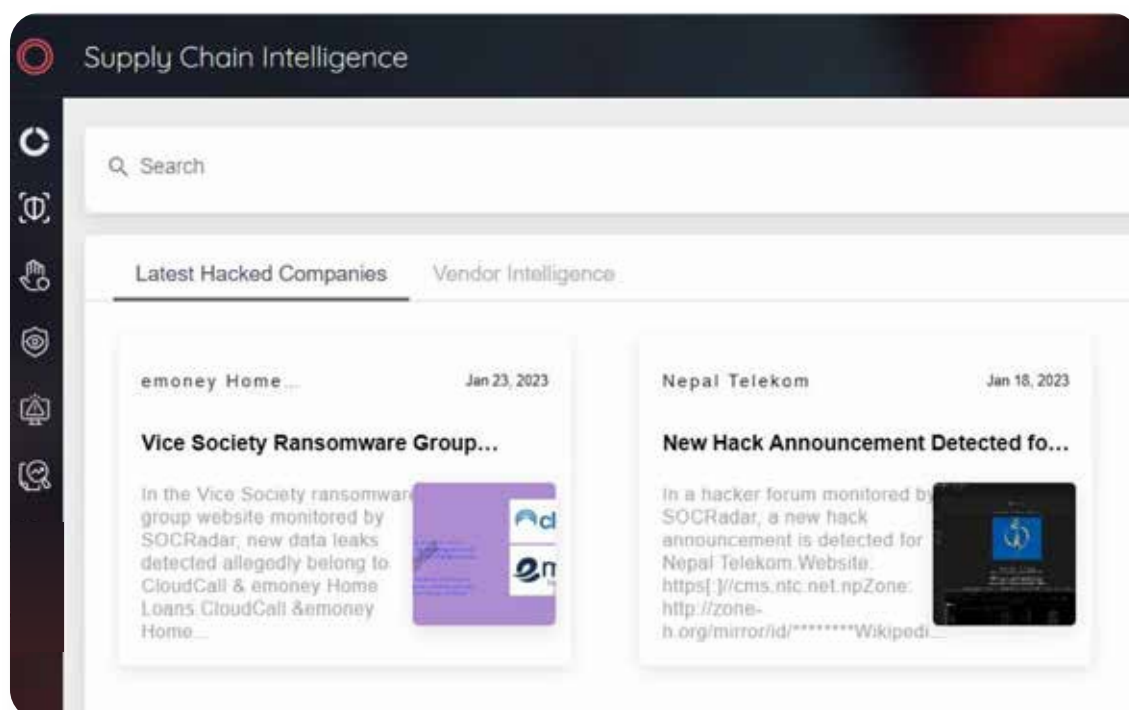 Supply Chain Intelligence
Search
Latest Hacked Companies
Vendor Intelligence
emoney Home...
Jan 23, 2023
Vice Society Ransomware Group...
In the Vice Society ransomware
group website monitored by
SOCRadar, new data leaks
detected allegedly belong to
CloudCall & emoney Home
Loans.CloudCall &emoney
Home...
cl
em
Nepal Telekom
Jan 18, 2023
New Hack Announcement Detected fo...
In a hacker forum monitored by
SOCRadar, a new hack
announcement is detected for
Nepal Telekom.Website:
https[:]//cms.ntc.net.npZone:
http://zone-
h.org/mirror/id/********Wikipedi...